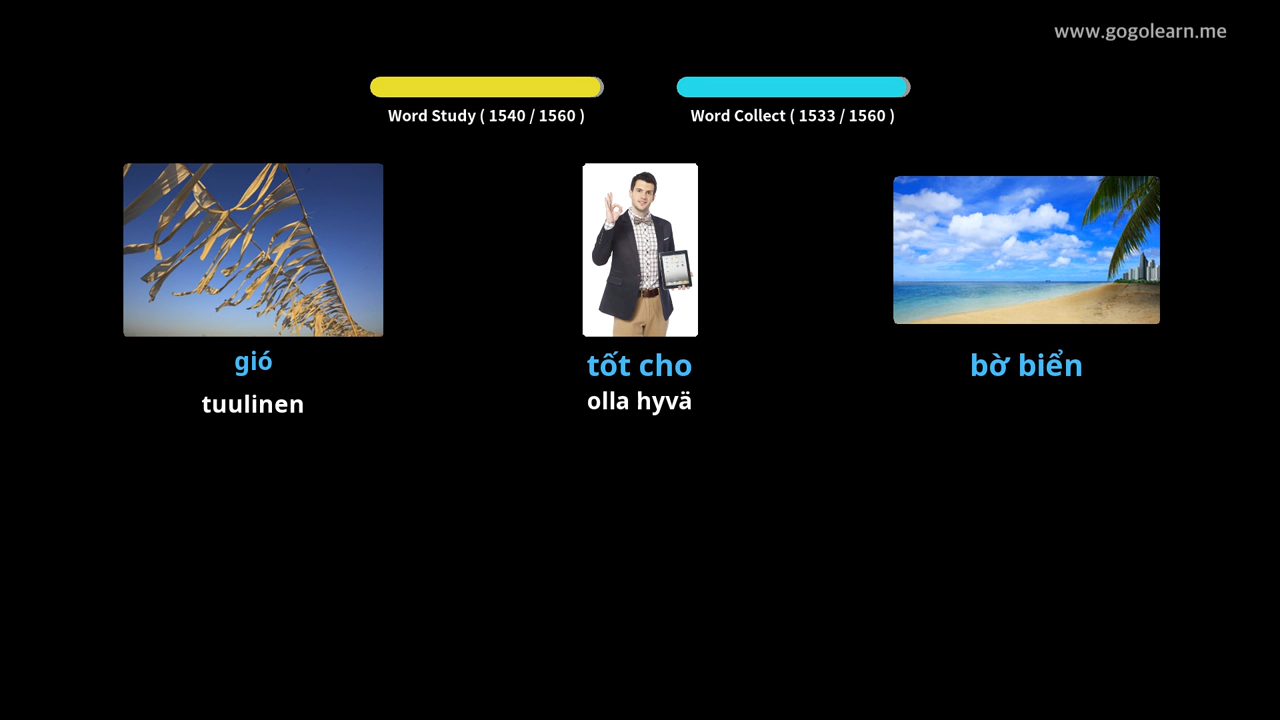 www.gogolearn.me
Word Study ( 1540 / 1560 )
Word Collect ( 1533 / 1560 )
gió
tuulinen
tốt cho
olla hyvä
bờ biển